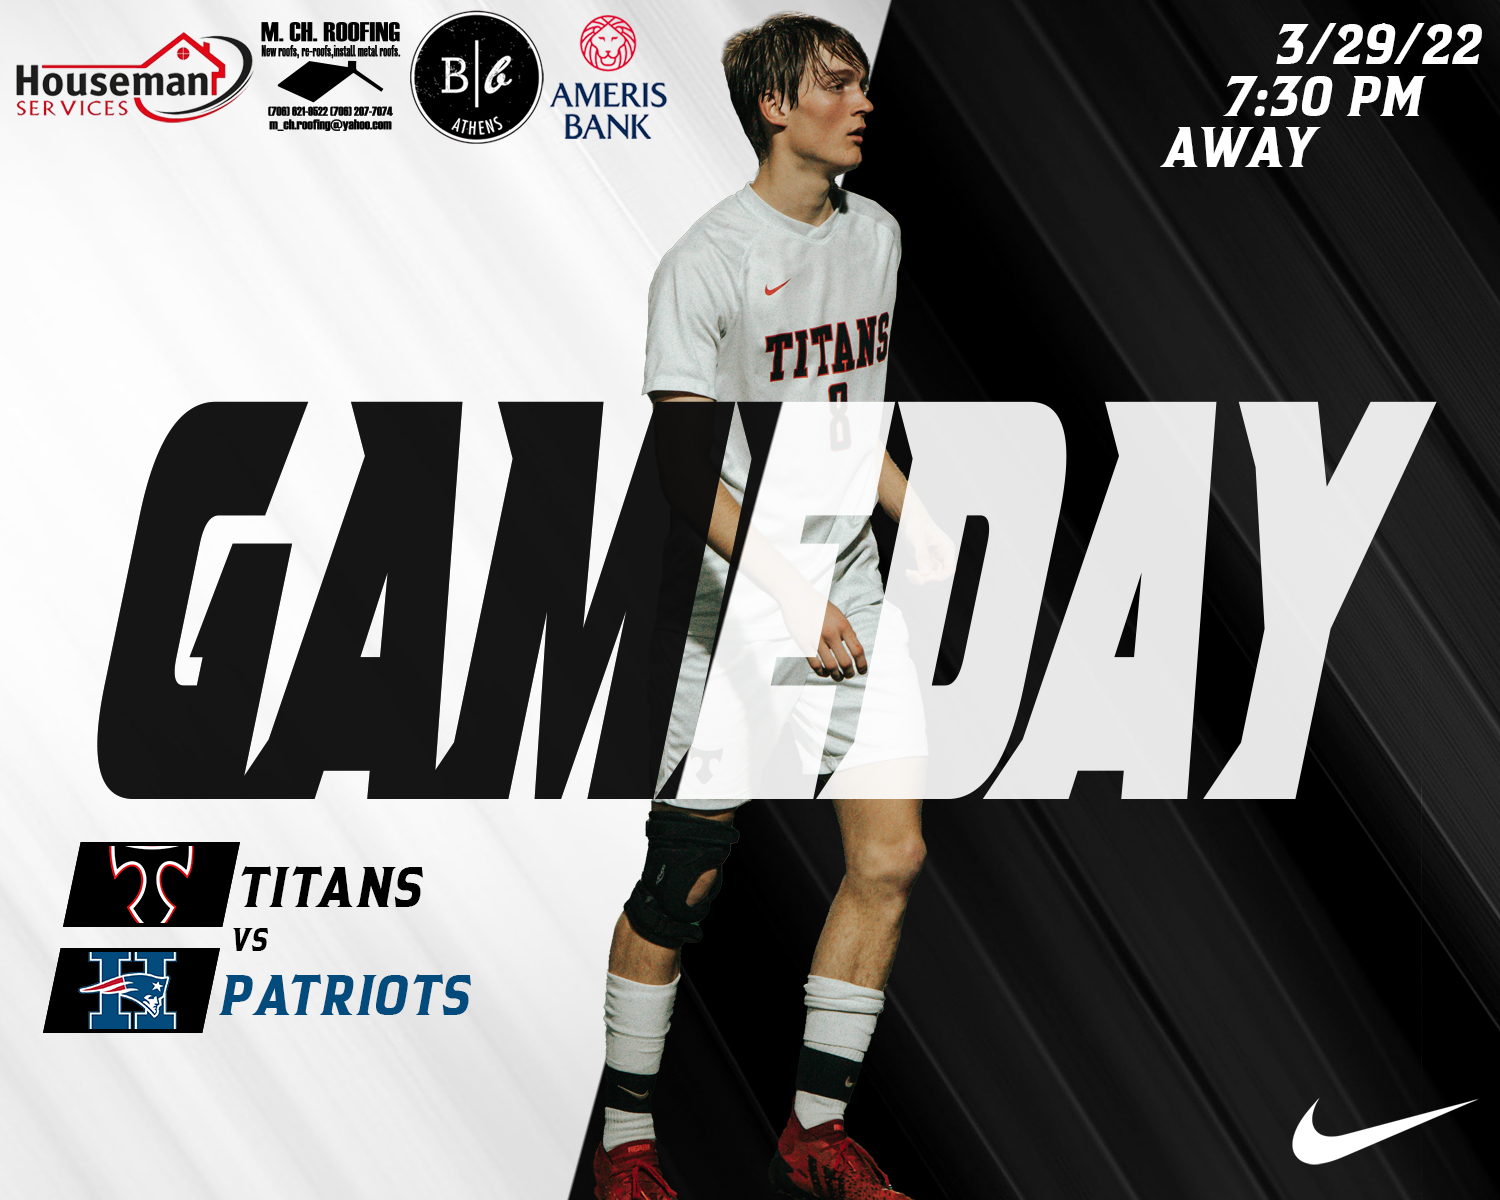 Houseman
SERVICES
M. CH. ROOFING
New roofs, re-roofs,install metal roofs.
(706) 621-9522 (706) 207-7074
m_ch.roofing@yahoo.com
B|b
ATHENS
AMERIS
BANK
3/29/22
7:30 PM
AWAY
TITANS
8
GAMEDAY
TITANS
VS
H
PATRIOTS